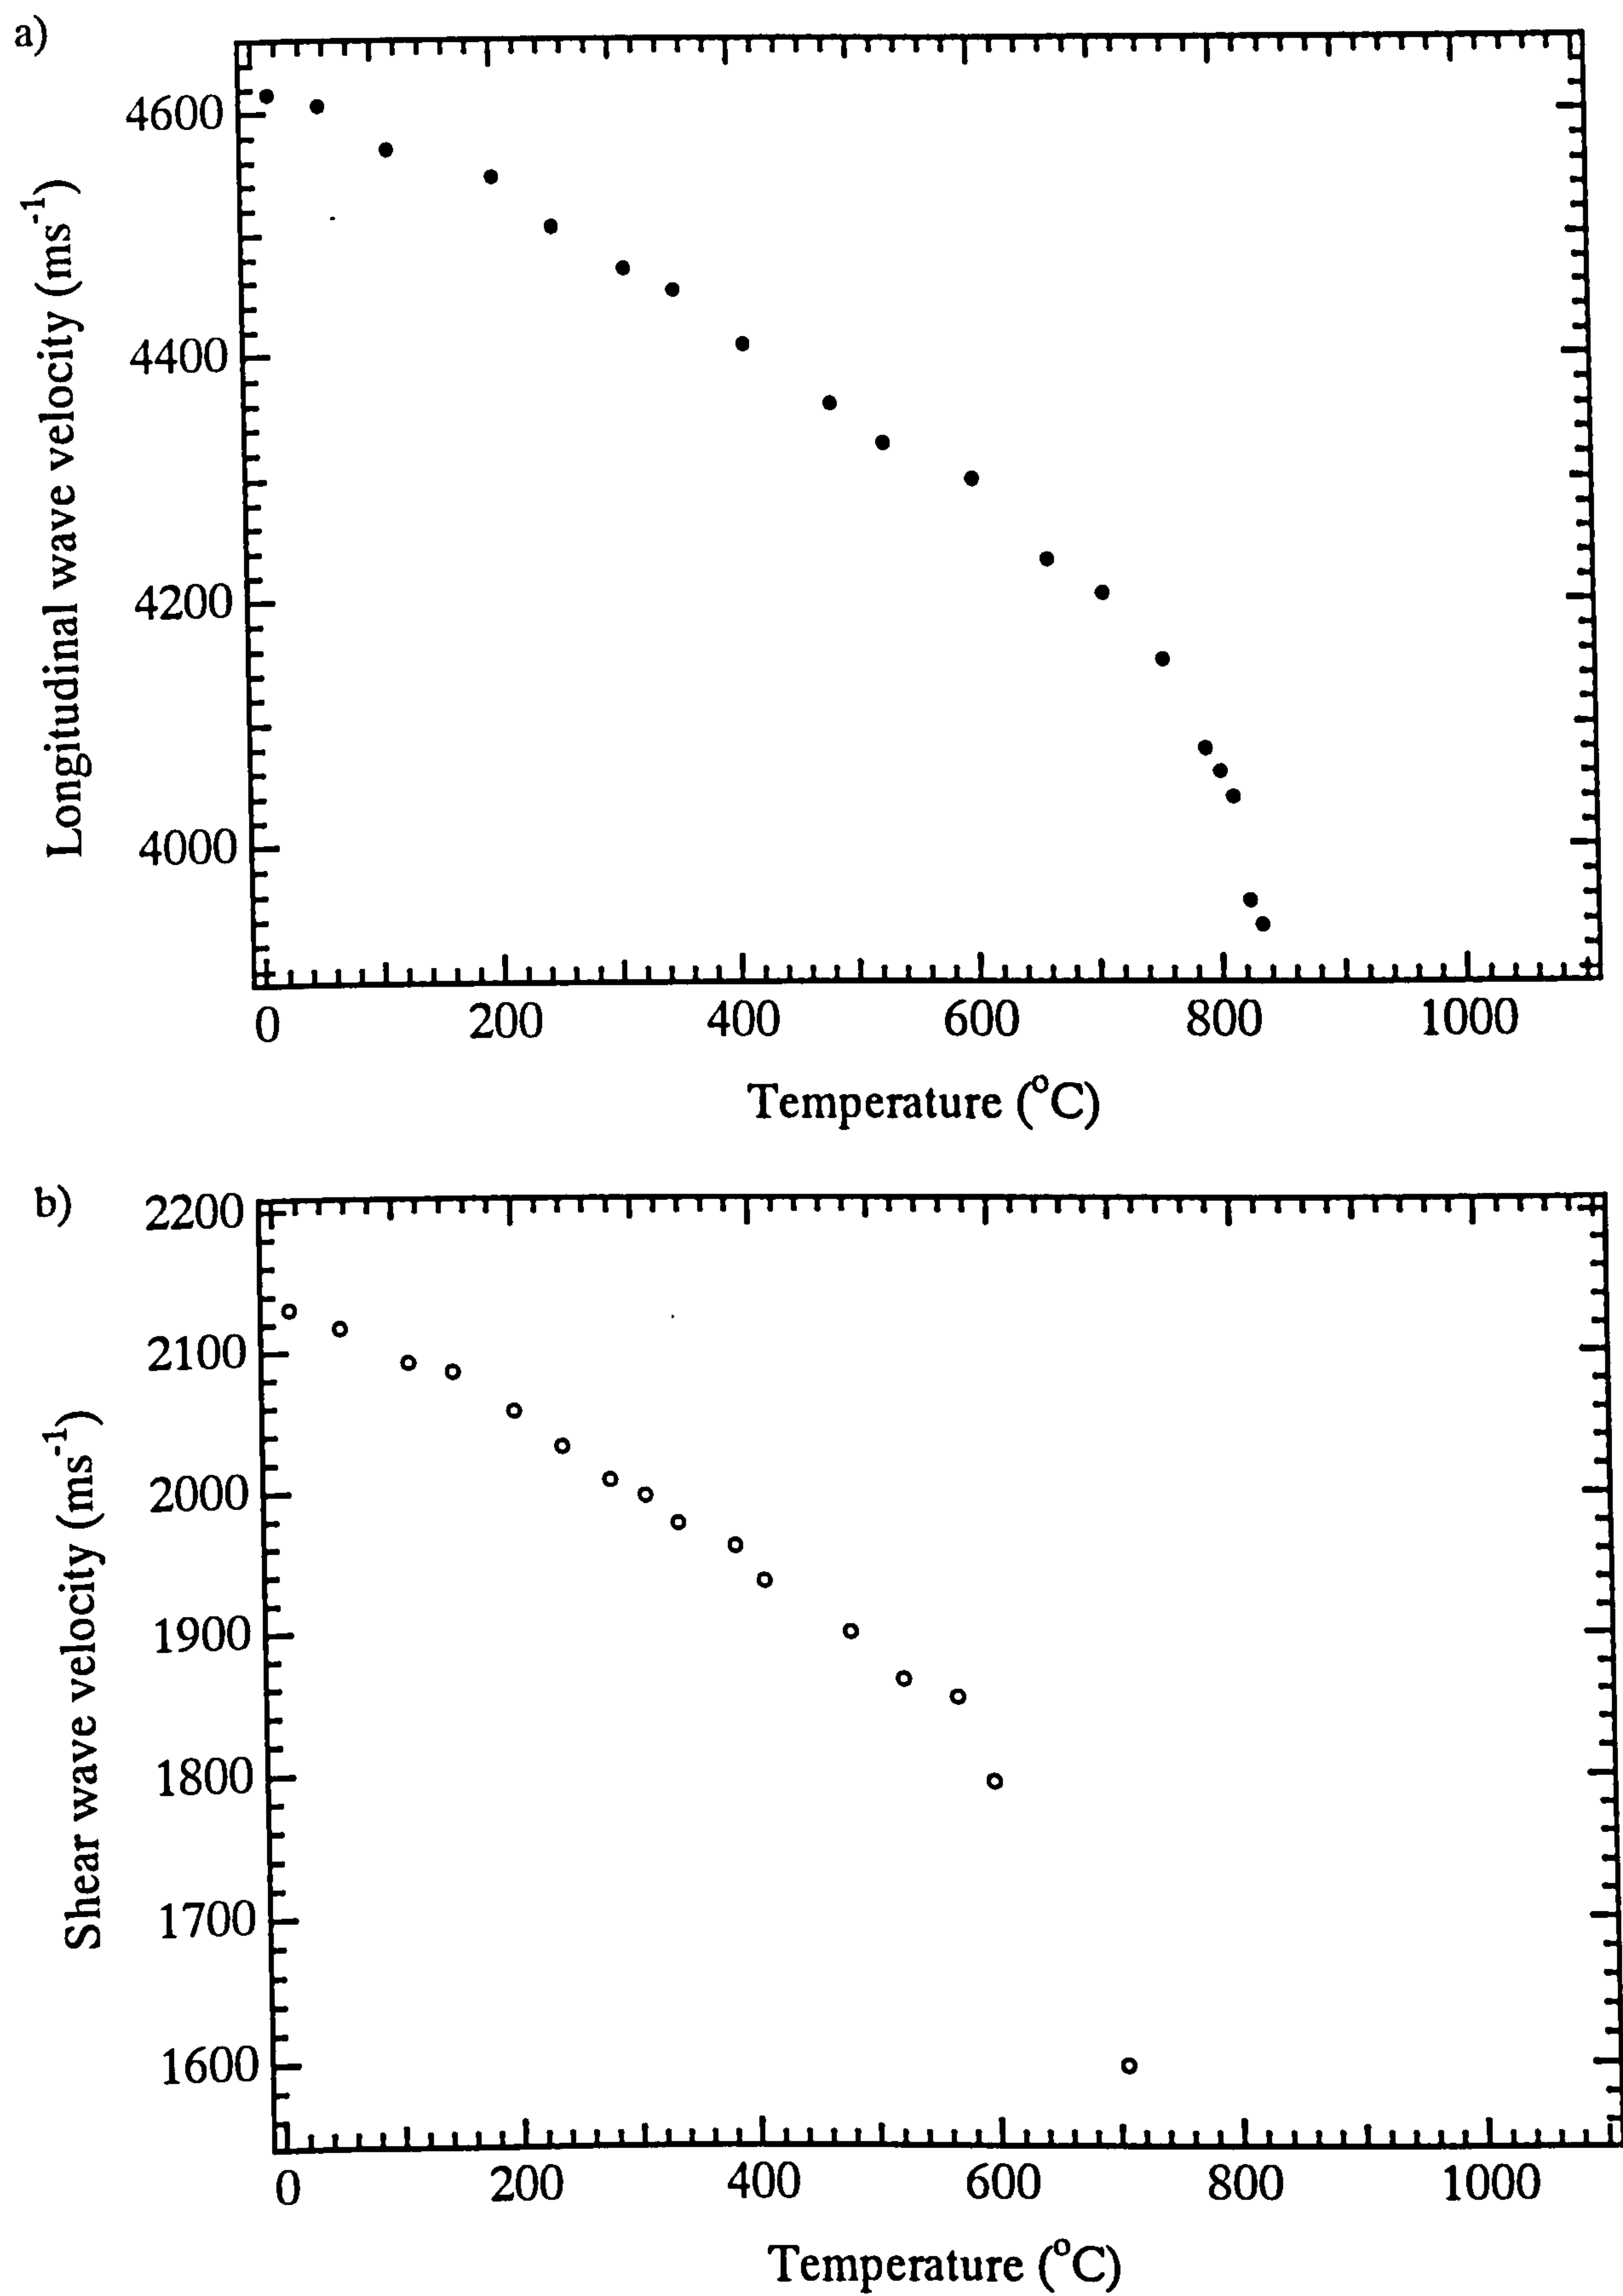 a)
4600
4400
4200
4000
Longitudinal wave velocity (ms⁻¹)
0 200 400 600 800 1000
Temperature (°C)
b)
2200
2100
2000
1900
1800
1700
1600
Shear wave velocity (ms⁻¹)
0 200 400 600 800 1000
Temperature (°C)